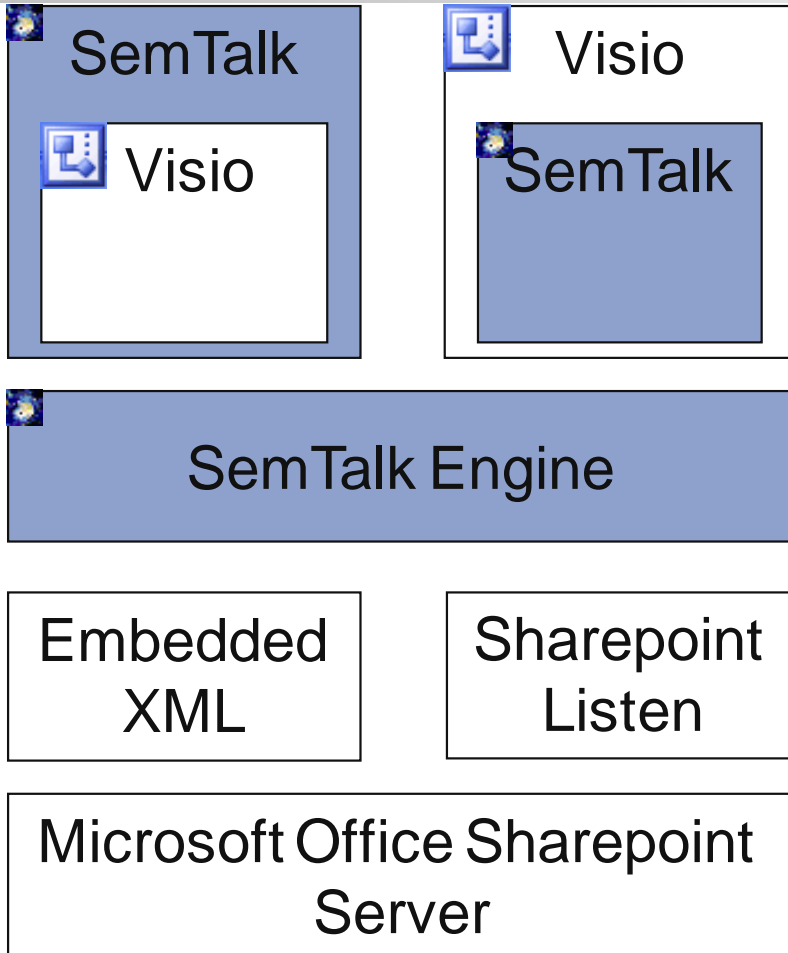 SemTalk
Visio
Visio
SemTalk
SemTalk Engine
Embedded
XML
Sharepoint
Listen
Microsoft Office Sharepoint
Server